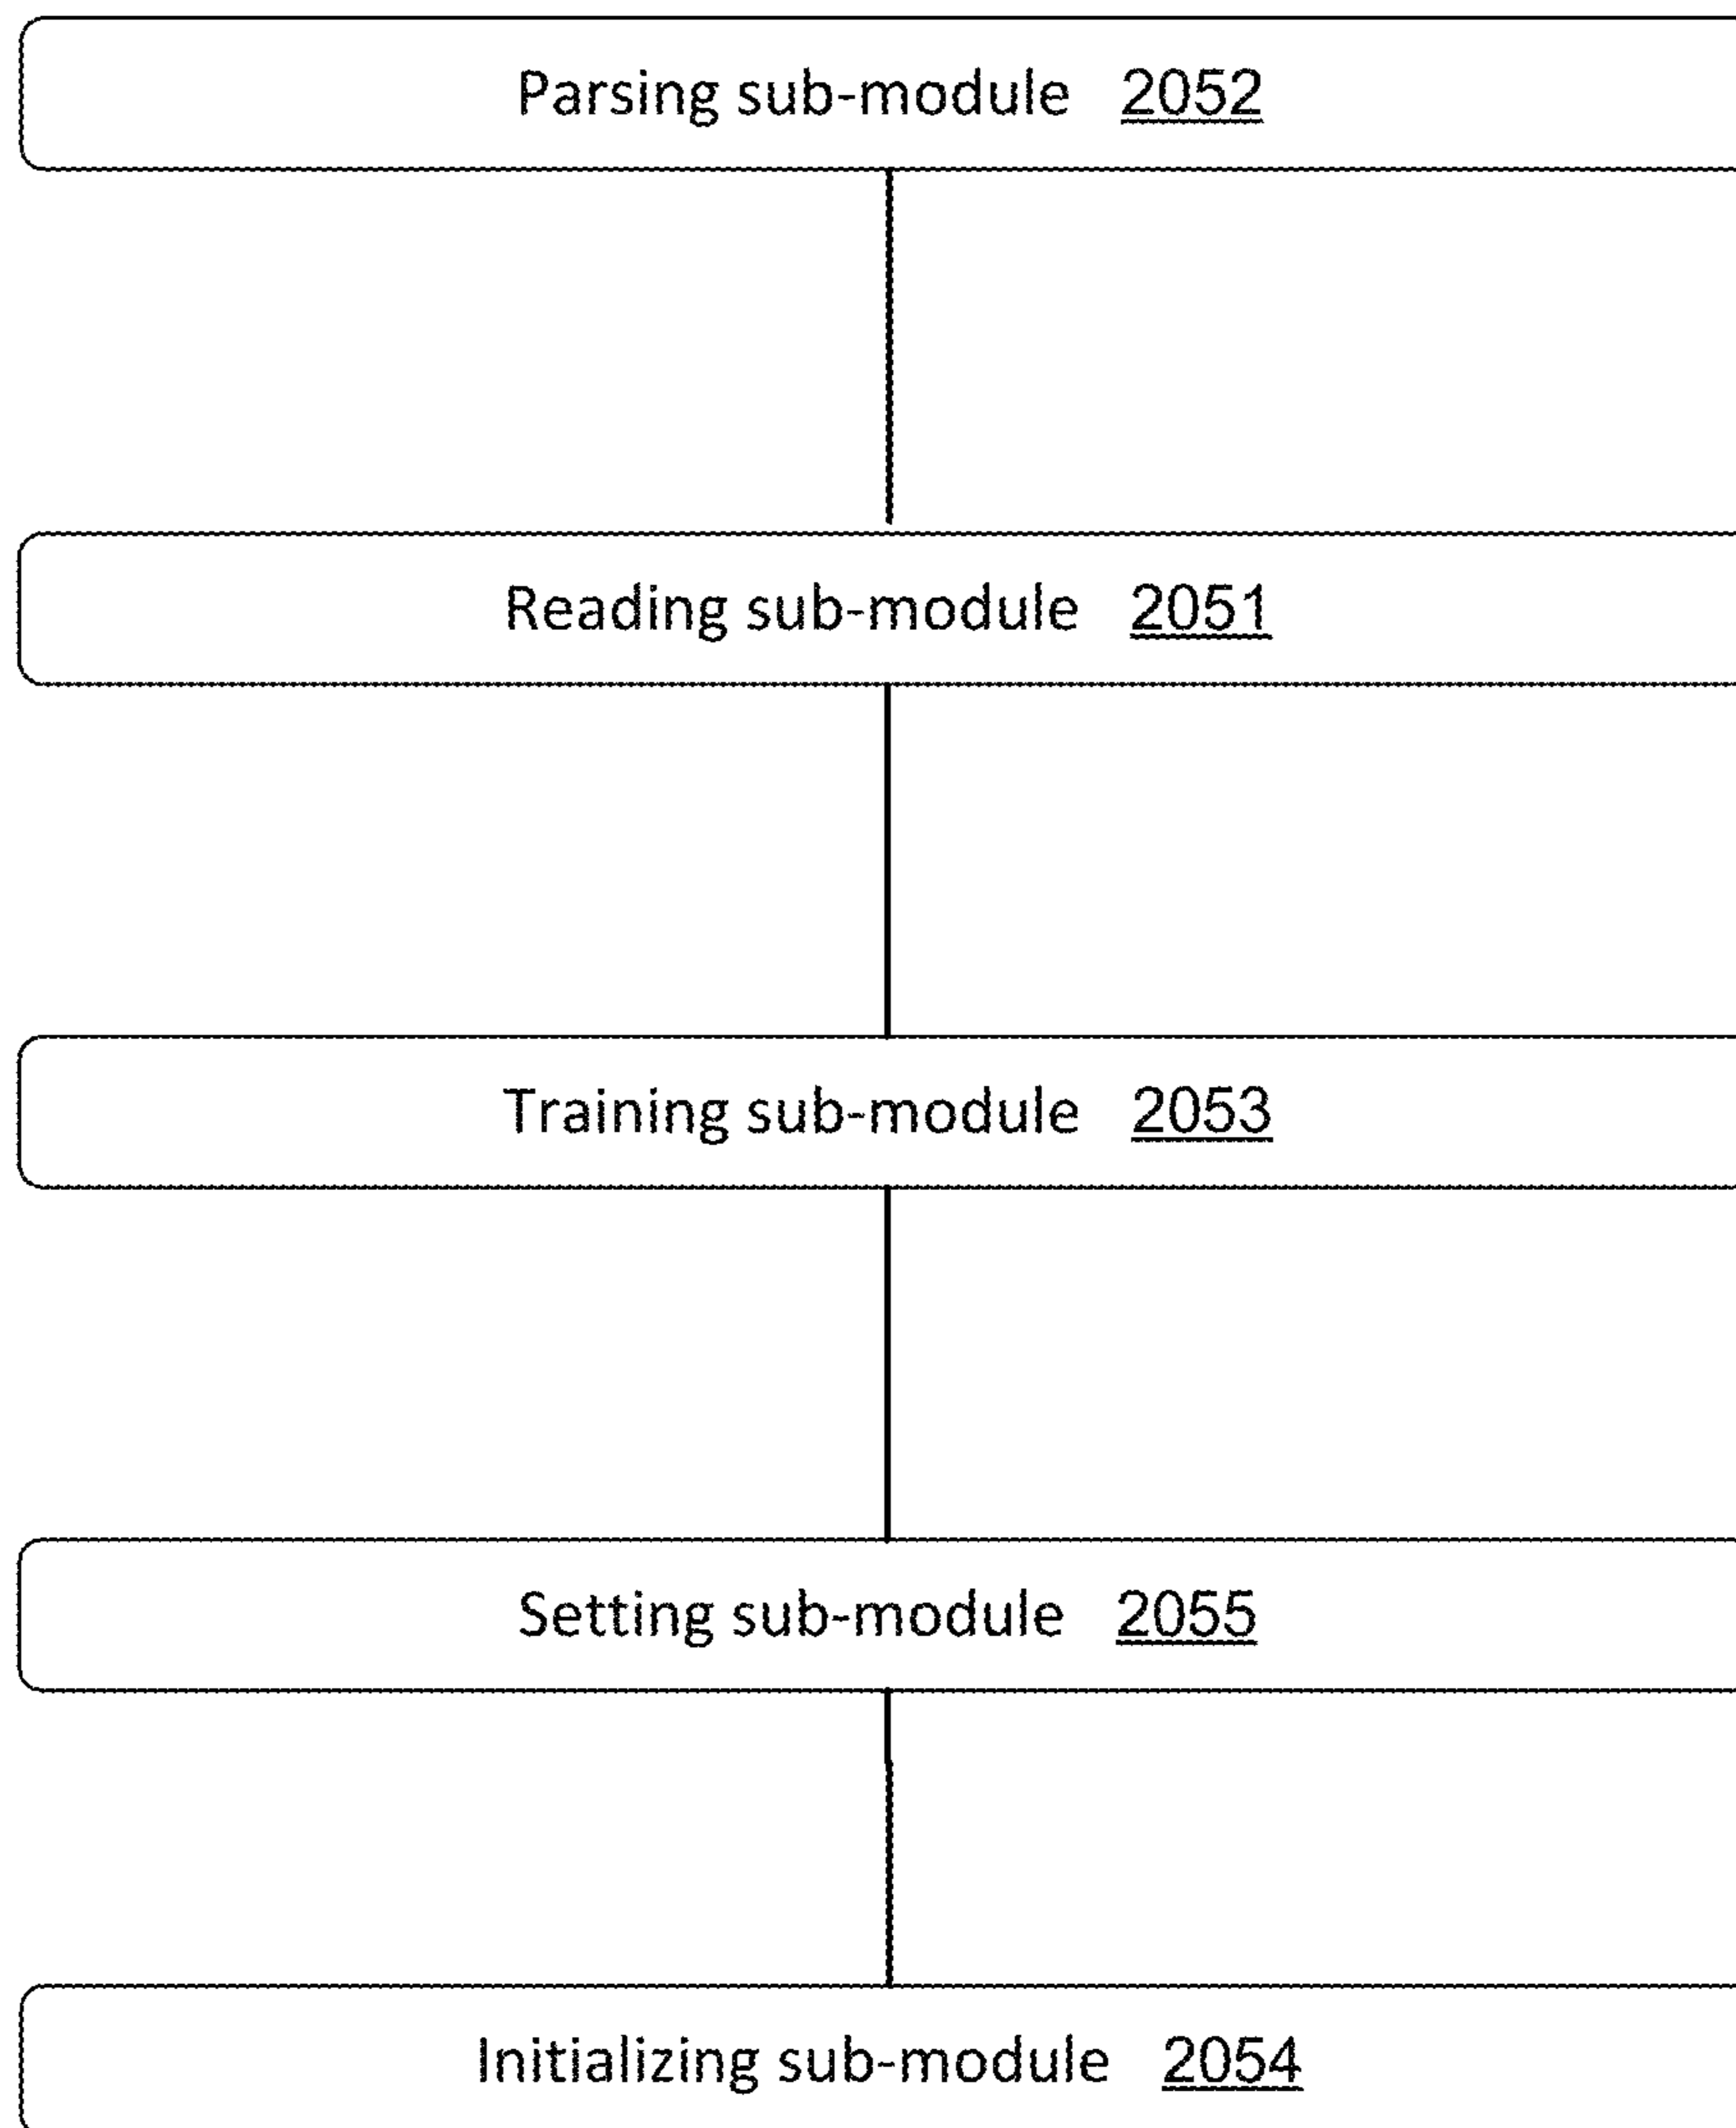 Parsing sub-module 2052
Reading sub-module 2051
Training sub-module 2053
Setting sub-module 2055
Initializing sub-module 2054